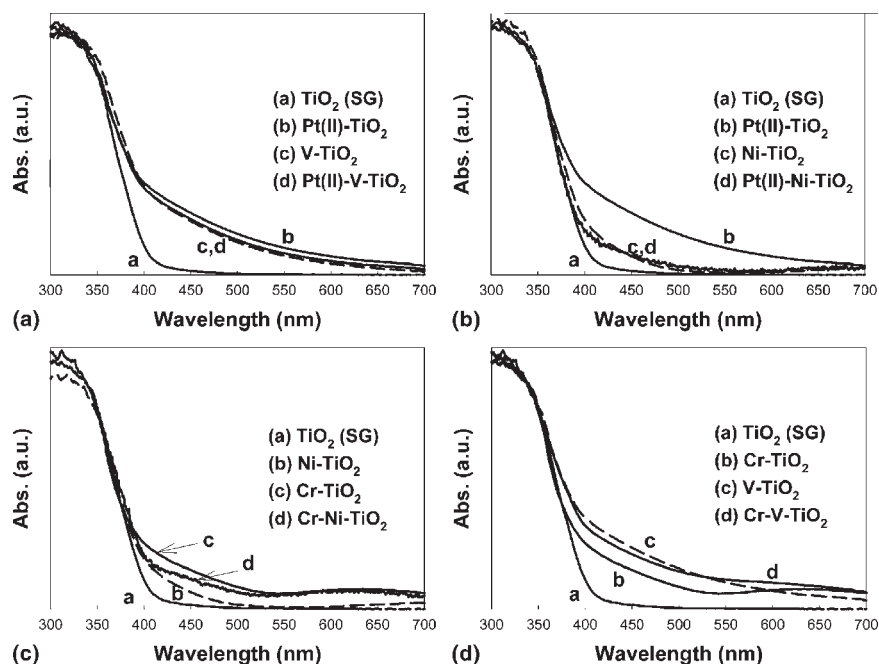 Abs. (a.u.)
(a) TiO₂ (SG)
(b) Pt(II)-TiO₂
(c) V-TiO₂
(d) Pt(II)-V-TiO₂
b
c,d
a
300 350 400 450 500 550 600 650 700
Wavelength (nm)
(a)
Abs. (a.u.)
(a) TiO₂ (SG)
(b) Pt(II)-TiO₂
(c) Ni-TiO₂
(d) Pt(II)-Ni-TiO₂
b
c,d
a
300 350 400 450 500 550 600 650 700
Wavelength (nm)
(b)
Abs. (a.u.)
(a) TiO₂ (SG)
(b) Ni-TiO₂
(c) Cr-TiO₂
(d) Cr-Ni-TiO₂
c
d
a
b
300 350 400 450 500 550 600 650 700
Wavelength (nm)
(c)
Abs. (a.u.)
(a) TiO₂ (SG)
(b) Cr-TiO₂
(c) V-TiO₂
(d) Cr-V-TiO₂
c
d
b
a
300 350 400 450 500 550 600 650 700
Wavelength (nm)
(d)